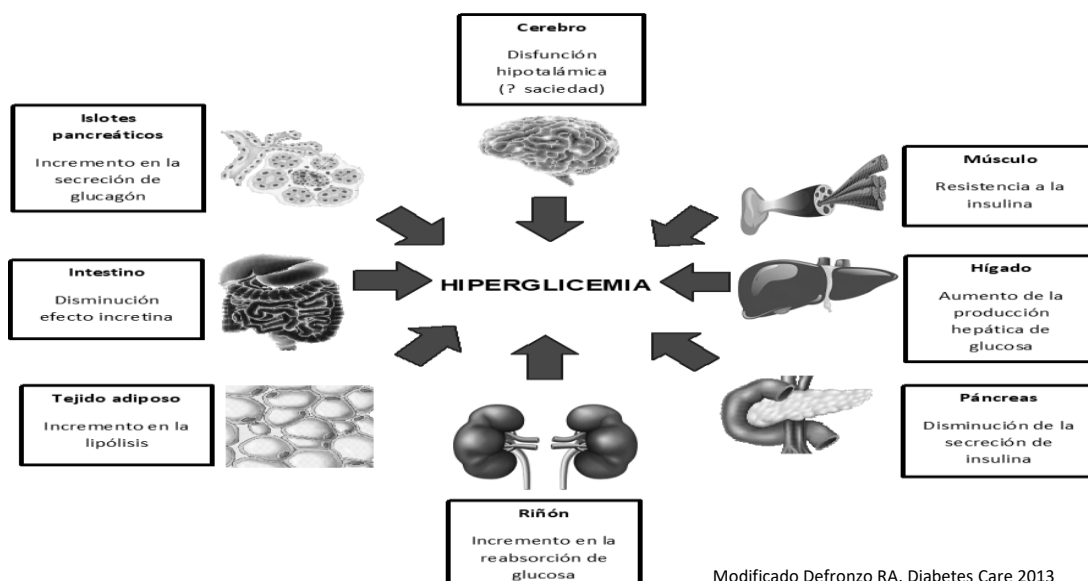 Cerebro
Disfunción
hipotalámica
(? saciedad)
Islotes
pancreáticos
Incremento en la
secreción de
glucagón
Músculo
Resistencia a la
insulina
Intestino
Disminución
efecto incretina
HIPERGLICEMIA
Hígado
Aumento de la
producción
hepática de
glucosa
Tejido adiposo
Incremento en la
lipólisis
Páncreas
Disminución de la
secreción de
insulina
Riñón
Incremento en la
reabsorción de
glucosa
Modificado Defronzo RA. Diabetes Care 2013